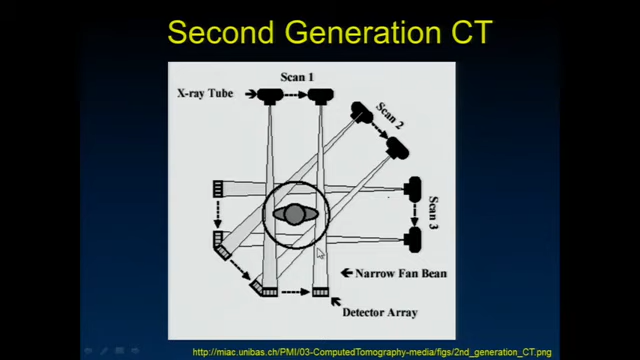 Second Generation CT
Scan 1
X-ray Tube
Scan 2
Scan 3
Narrow Fan Bean
Detector Array
http://miac.unibas.ch/PMI/03-ComputedTomography-media/figs/2nd_generation_CT.png